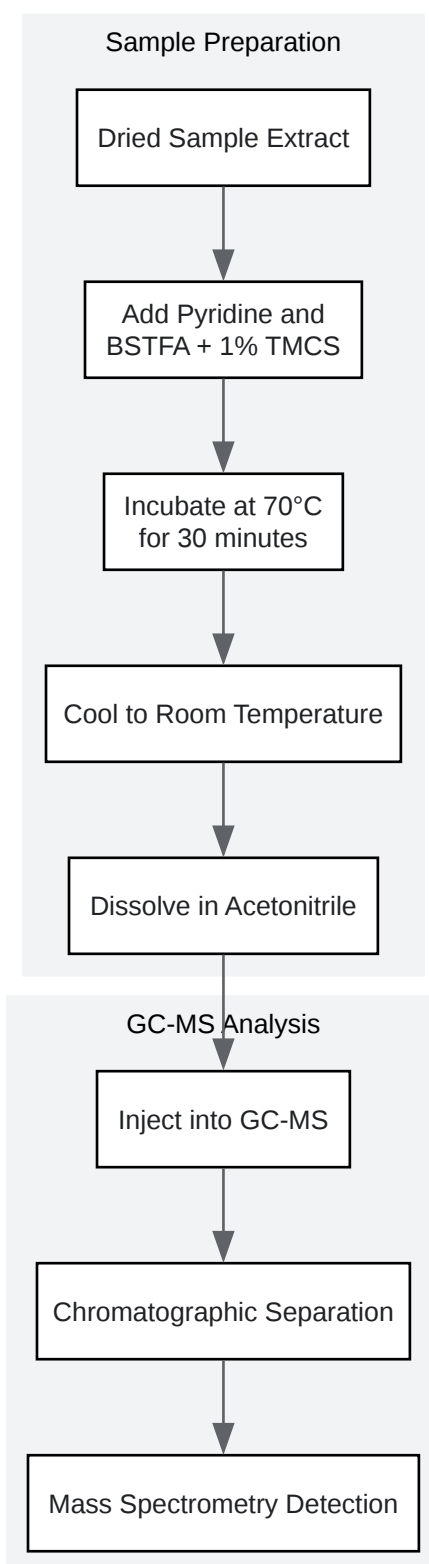 Sample Preparation
Dried Sample Extract
Add Pyridine and
BSTFA + 1% TMCS
Incubate at 70°C
for 30 minutes
Cool to Room Temperature
Dissolve in Acetonitrile
GC-MS Analysis
Inject into GC-MS
Chromatographic Separation
Mass Spectrometry Detection